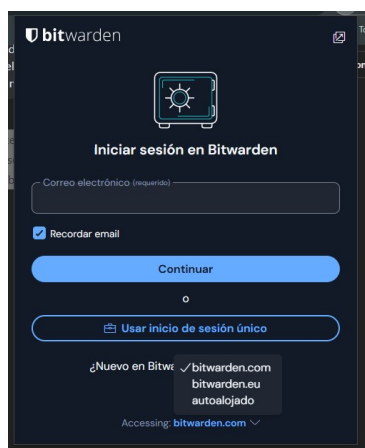 bitwarden
Iniciar sesión en Bitwarden
Correo electrónico (requerido)
Recordar email
Continuar
o
Usar inicio de sesión único
¿Nuevo en Bitwa
bitwarden.com
bitwarden.eu
autoalojado
Accessing: bitwarden.com